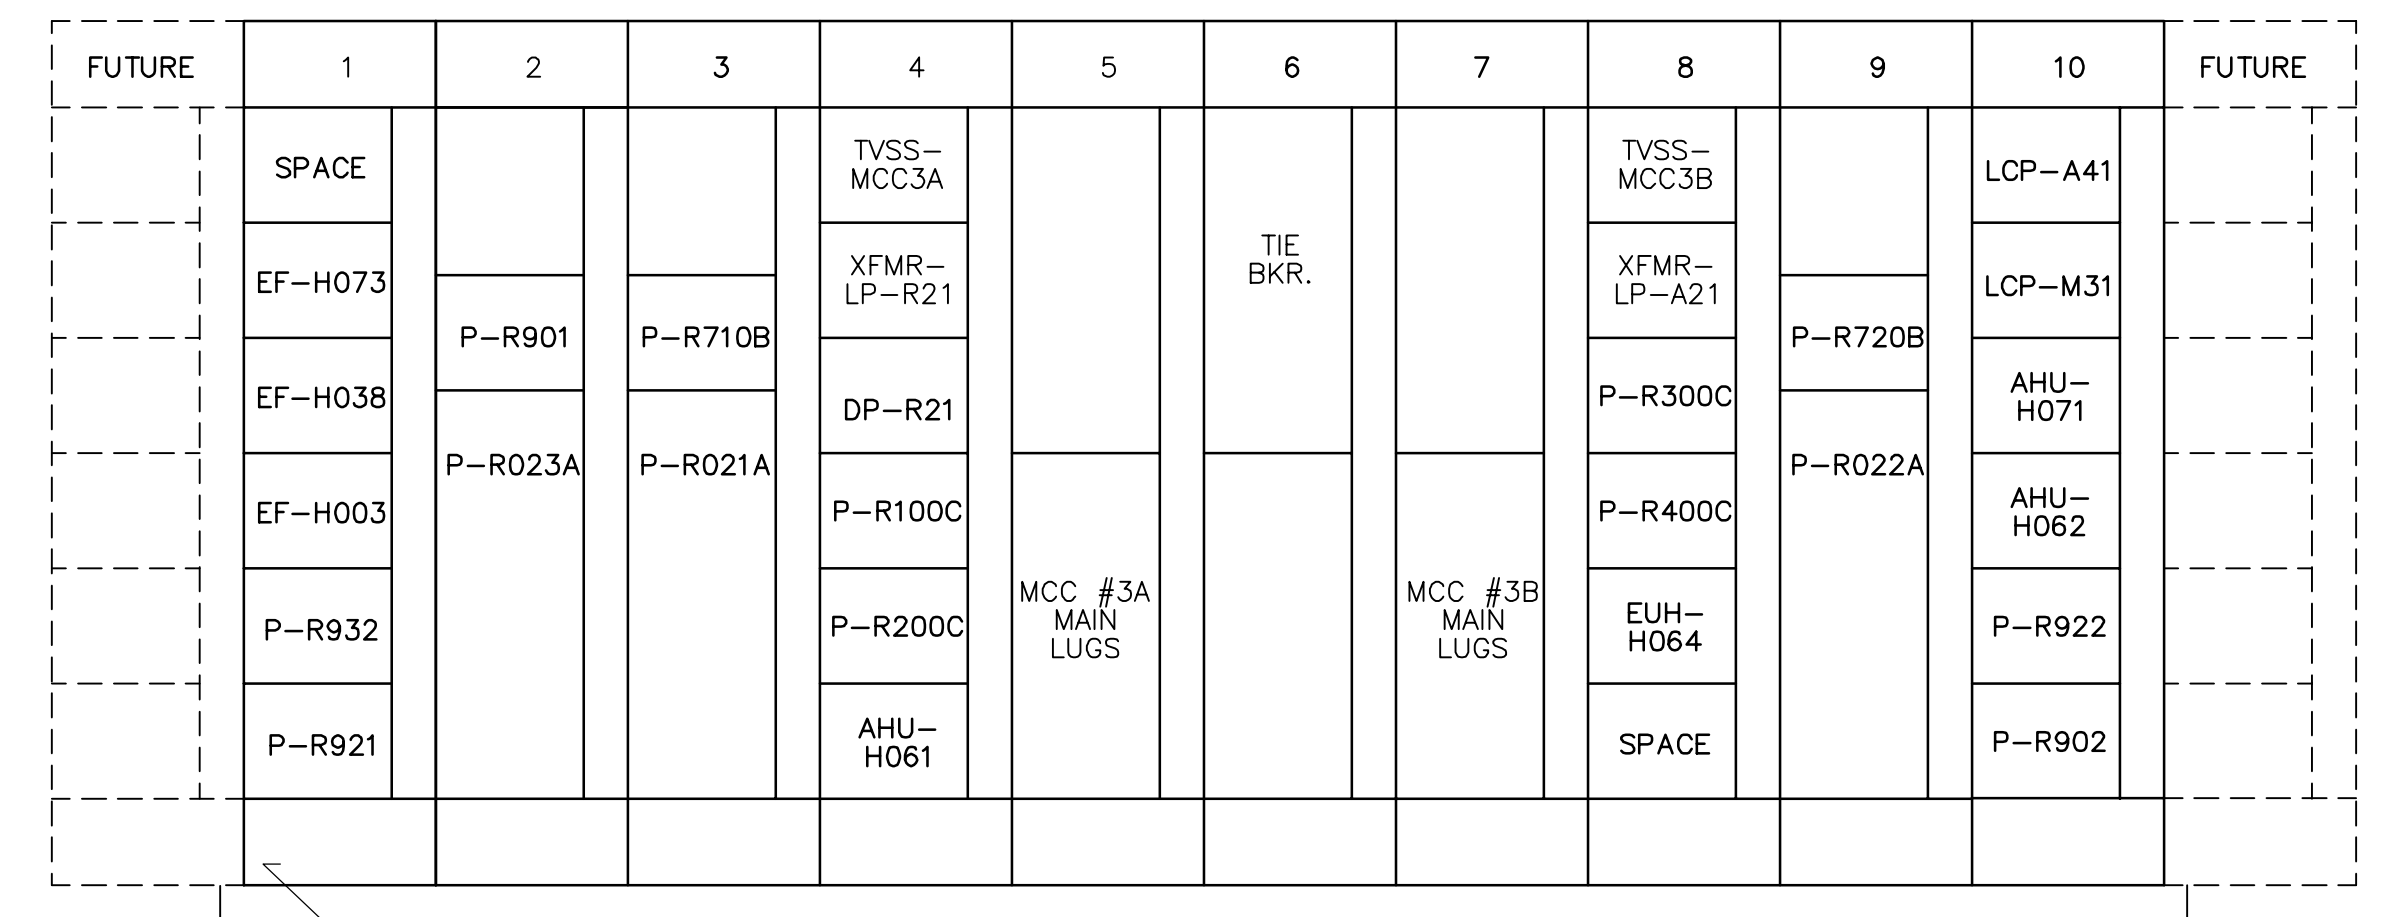 FUTURE
1
2
3
4
5
6
7
8
9
10
FUTURE
SPACE
EF-H073
EF-H038
EF-H003
P-R932
P-R921
P-R901
P-R023A
P-R710B
P-R021A
TVSS-
MCC3A
XFMR-
LP-R21
DP-R21
P-R100C
P-R200C
AHU-
H061
MCC #3A
MAIN
LUGS
TIE
BKR.
MCC #3B
MAIN
LUGS
TVSS-
MCC3B
XFMR-
LP-A21
P-R300C
P-R400C
EUH-
H064
SPACE
P-R720B
P-R022A
LCP-A41
LCP-M31
AHU-
H071
AHU-
H062
P-R922
P-R902